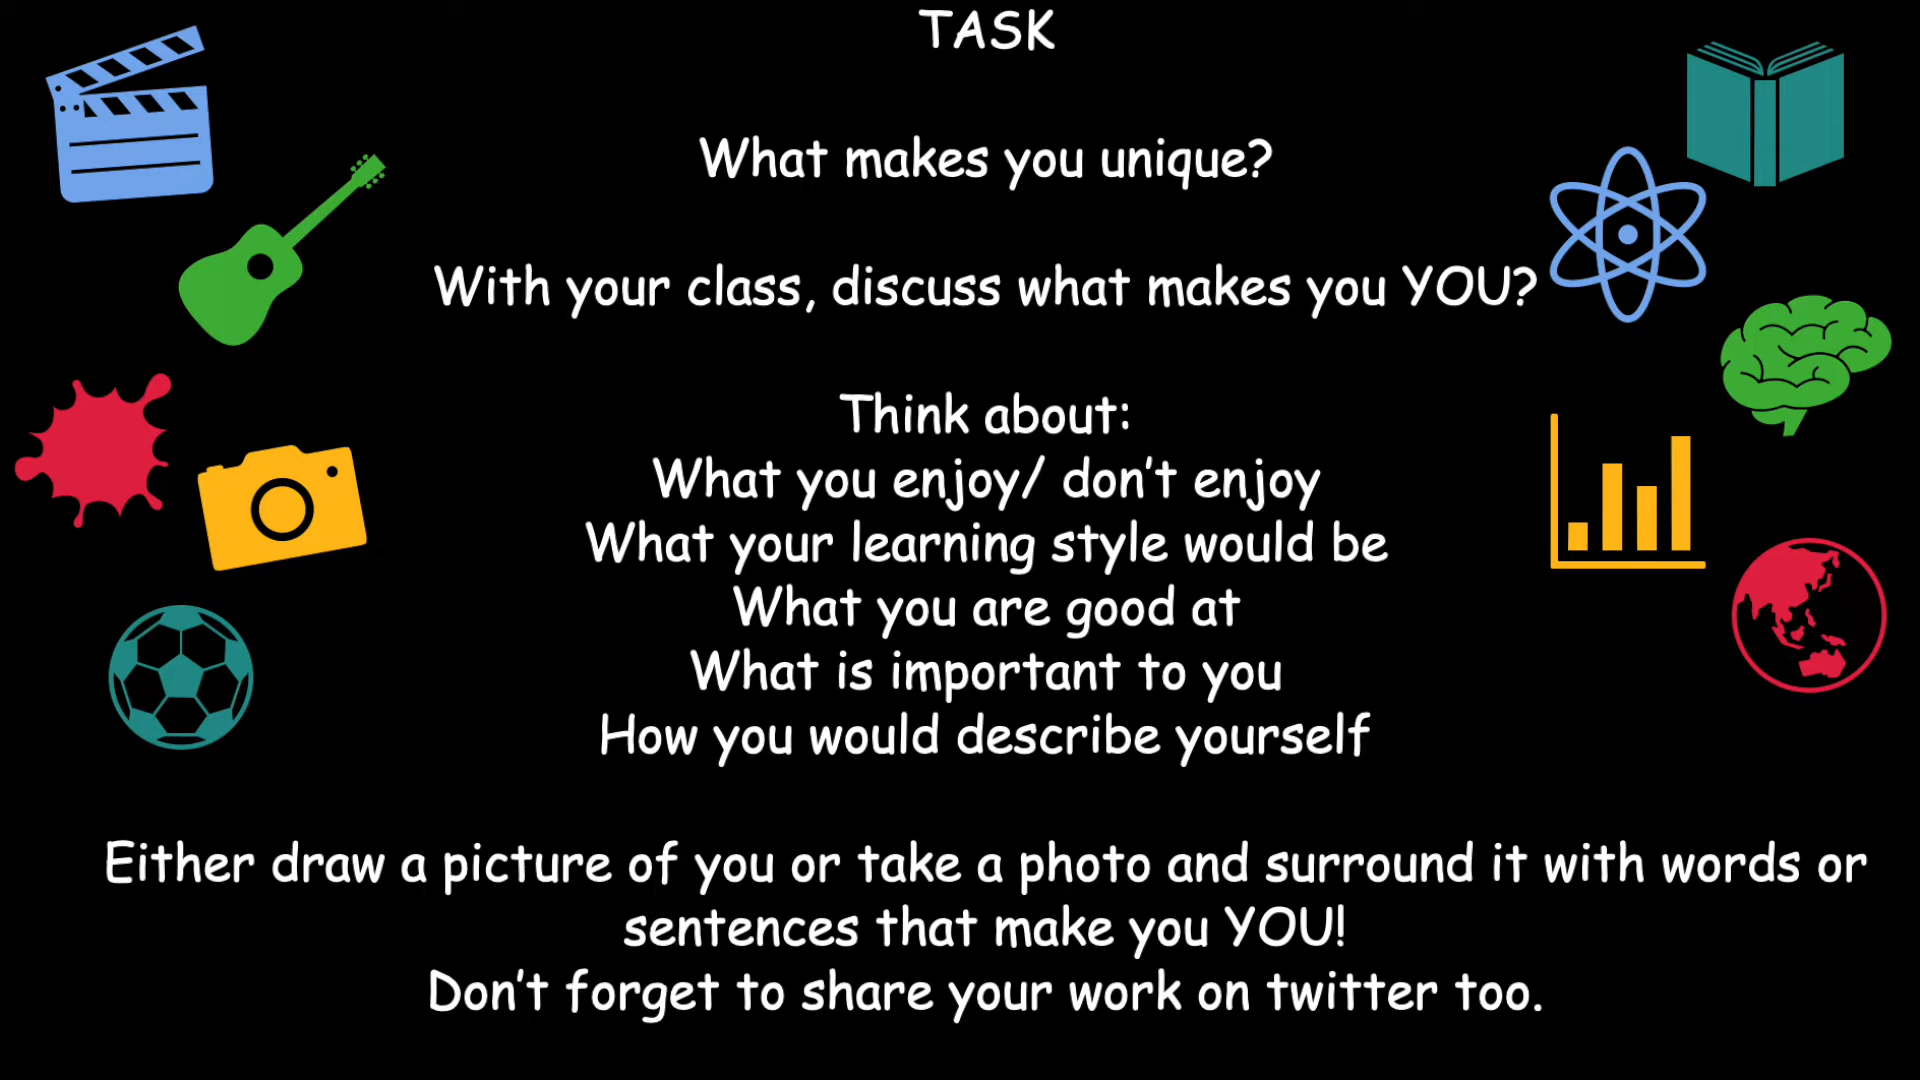 TASK
What makes you unique?
With your class, discuss what makes you YOU?
Think about:
What you enjoy/ don’t enjoy
What your learning style would be
What you are good at
What is important to you
How you would describe yourself
Either draw a picture of you or take a photo and surround it with words or
sentences that make you YOU!
Don’t forget to share your work on twitter too.